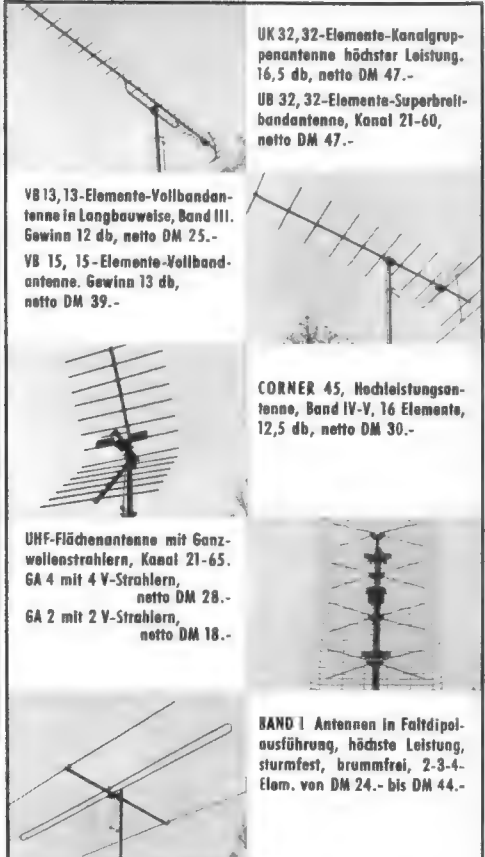 UK 32, 32-Elemente-Kanalgrup-
penantenne höchster Leistung.
16,5 db, netto DM 47.-
UB 32, 32-Elemente-Superbreit-
bandantenne, Kanal 21-60,
netto DM 47.-
VB 13, 13-Elemente-Vollbandan-
tenne in Langbauweise, Band III.
Gewinn 12 db, netto DM 25.-
VB 15, 15-Elemente-Vollband-
antenne. Gewinn 13 db,
netto DM 39.-
CORNER 45, Hochleistungsan-
tenne, Band IV-V, 16 Elemente,
12,5 db, netto DM 30.-
UHF-Flächenantenne mit Ganz-
wellenstrahlern, Kanal 21-65.
GA 4 mit 4 V-Strahlern,
netto DM 28.-
GA 2 mit 2 V-Strahlern,
netto DM 18.-
BAND I Antennen in Faltdipol-
ausführung, höchste Leistung,
sturmfest, brummfrei, 2-3-4-
Elem. von DM 24.- bis DM 44.-